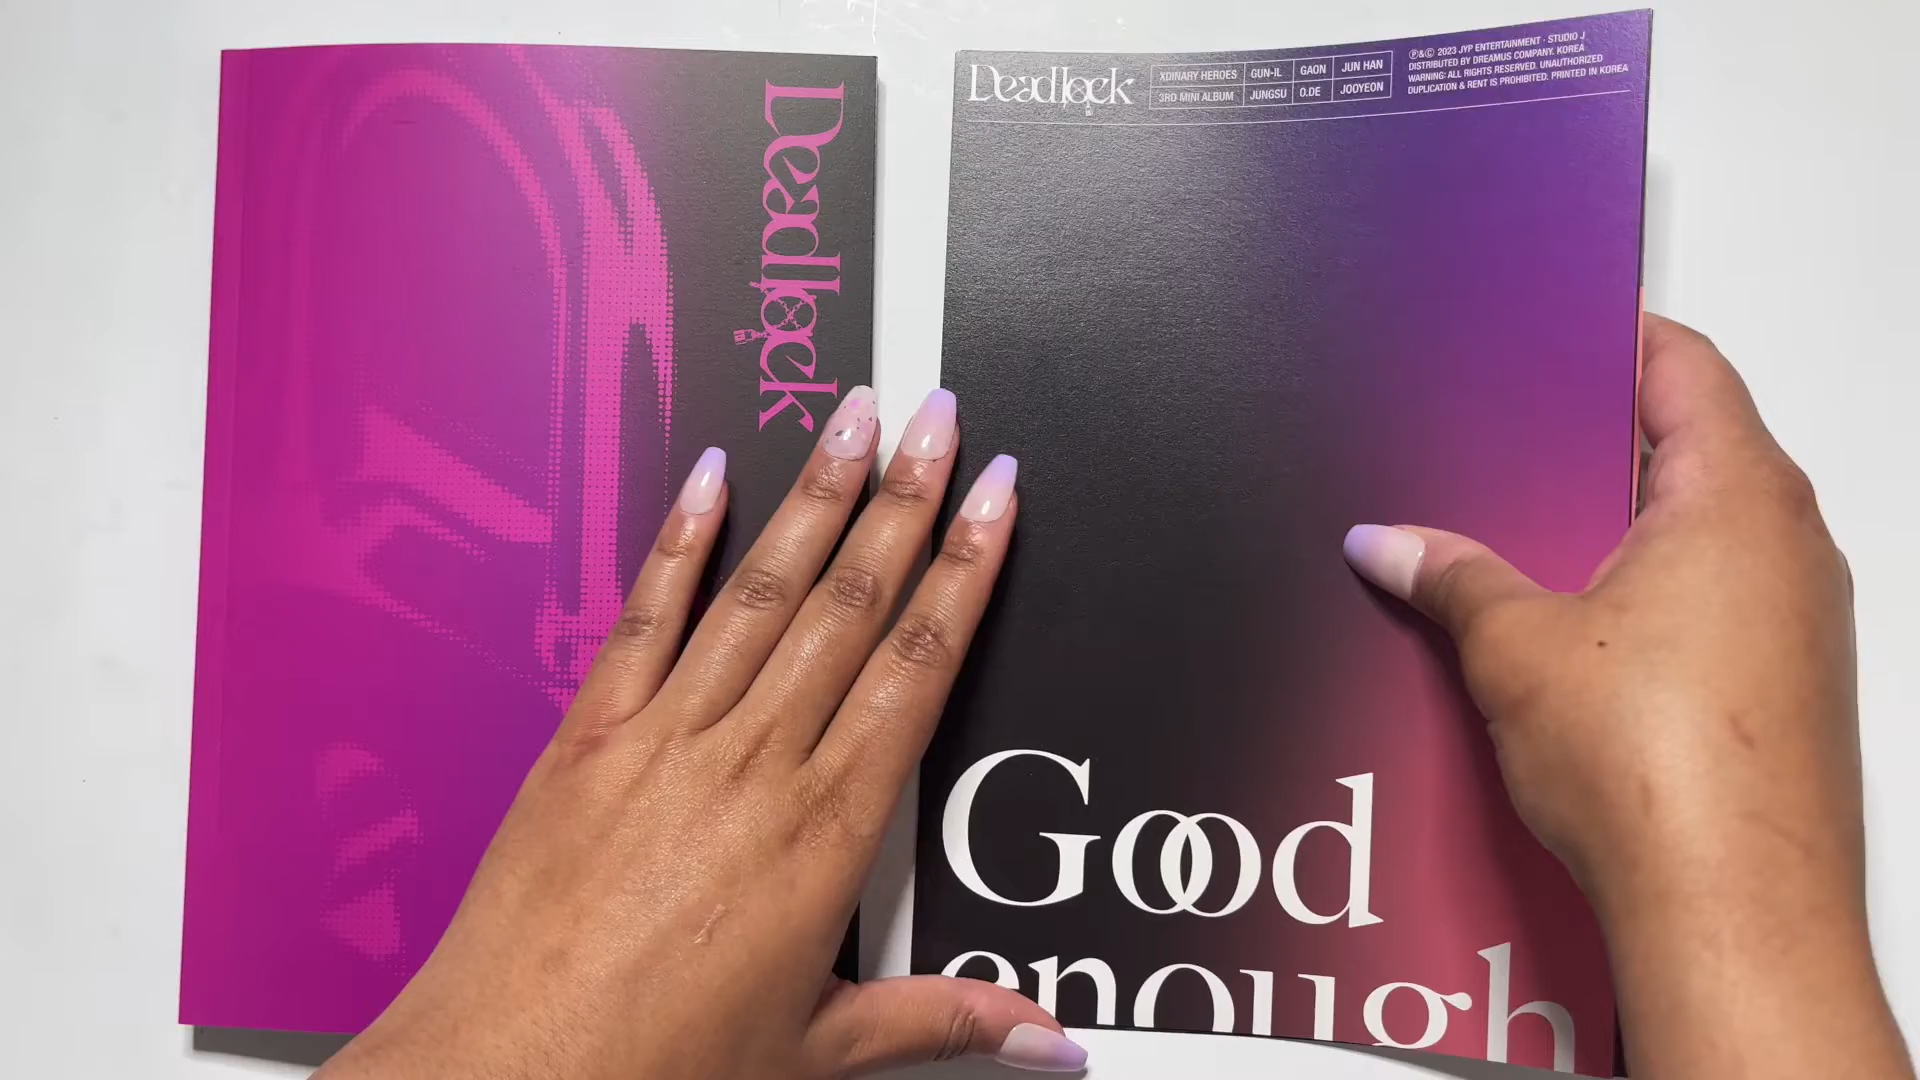 Deadlock
Deadlock
XDINARY HEROES
GUN-IL
GAON
JUN HAN
3RD MINI ALBUM
JUNGSU
O.DE
JOOYEON
Ⓟ&Ⓒ 2023 JYP ENTERTAINMENT · STUDIO J
DISTRIBUTED BY DREAMUS COMPANY. KOREA
WARNING: ALL RIGHTS RESERVED. UNAUTHORIZED
DUPLICATION & RENT IS PROHIBITED. PRINTED IN KOREA
Good
enough